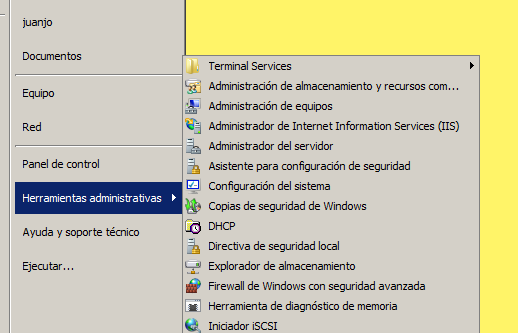 juanjo
Documentos
Equipo
Red
Panel de control
Herramientas administrativas
Ayuda y soporte técnico
Ejecutar...
Terminal Services
Administración de almacenamiento y recursos com...
Administración de equipos
Administrador de Internet Information Services (IIS)
Administrador del servidor
Asistente para configuración de seguridad
Configuración del sistema
Copias de seguridad de Windows
DHCP
Directiva de seguridad local
Explorador de almacenamiento
Firewall de Windows con seguridad avanzada
Herramienta de diagnóstico de memoria
Iniciador iSCSI